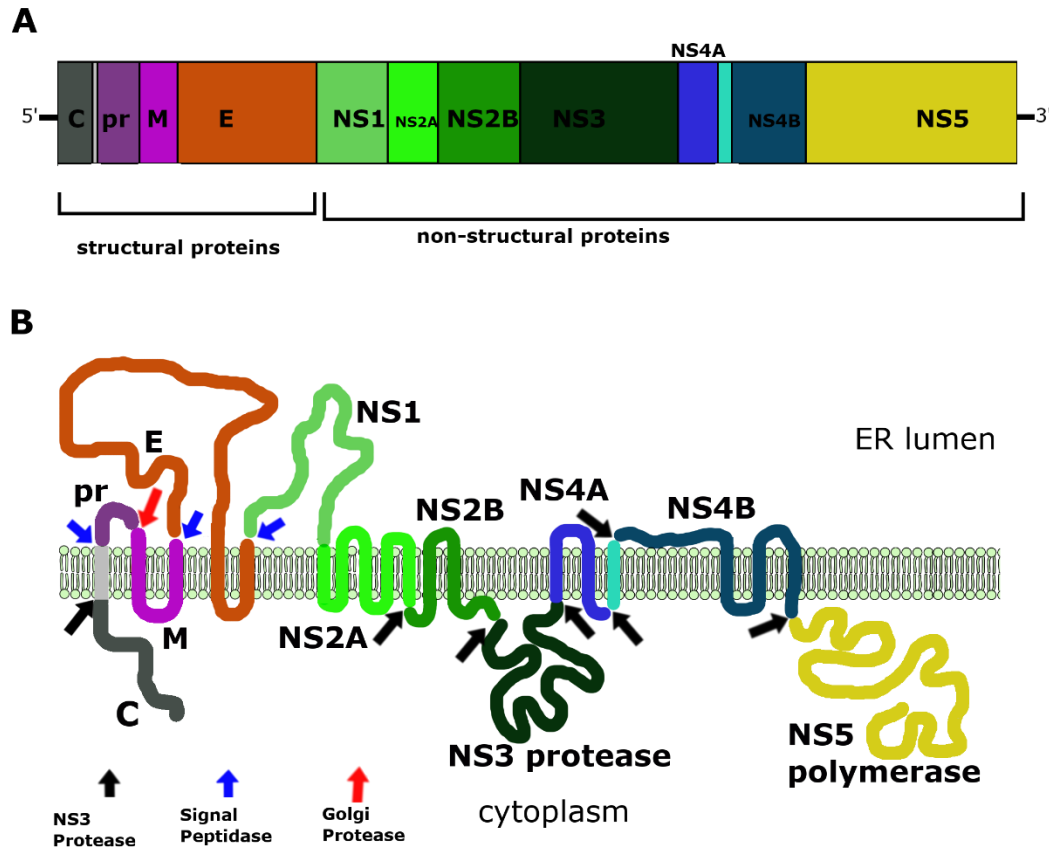 A
NS4A
5'
C
pr
M
E
NS1
NS2A
NS2B
NS3
NS4B
NS5
3'
structural proteins
non-structural proteins
B
NS1
ER lumen
E
pr
NS4A
NS2B
NS4B
NS2A
M
C
NS3 protease
NS5
polymerase
cytoplasm
NS3
Protease
Signal
Peptidase
Golgi
Protease